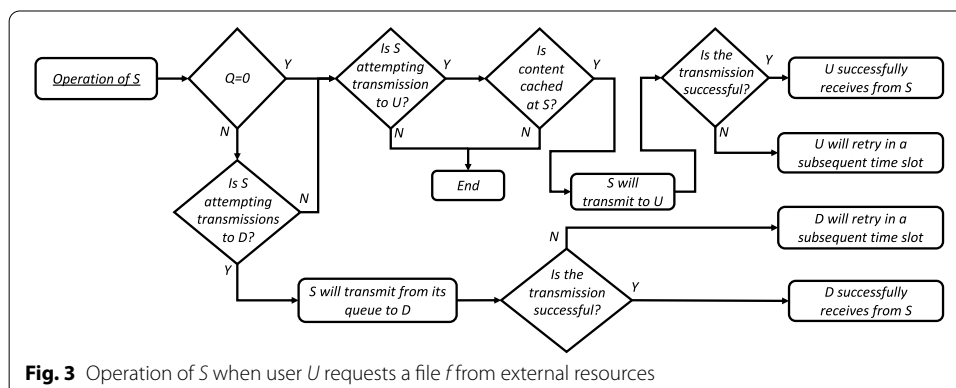 Operation of S
Q=0
Y
N
Is S
attempting
transmission
to U?
Y
N
Is
content
cached
at S?
Y
N
End
S will
transmit to U
Is the
transmission
successful?
Y
N
U successfully
receives from S
U will retry in a
subsequent time slot
Is S
attempting
transmissions
to D?
N
Y
S will transmit from its
queue to D
Is the
transmission
successful?
N
Y
D will retry in a
subsequent time slot
D successfully
receives from S
Fig. 3 Operation of S when user U requests a file f from external resources